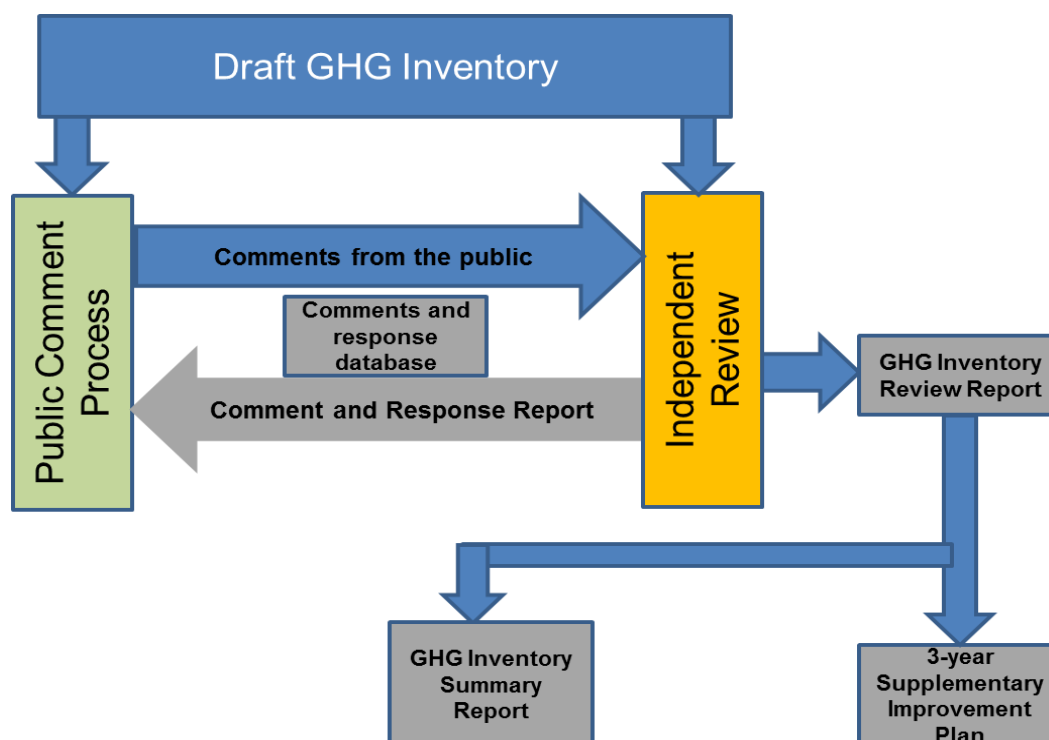 Draft GHG Inventory
Public Comment
Process
Comments from the public
Comments and
response
database
Comment and Response Report
Independent
Review
GHG Inventory
Review Report
GHG Inventory
Summary
Report
3-year
Supplementary
Improvement
Plan